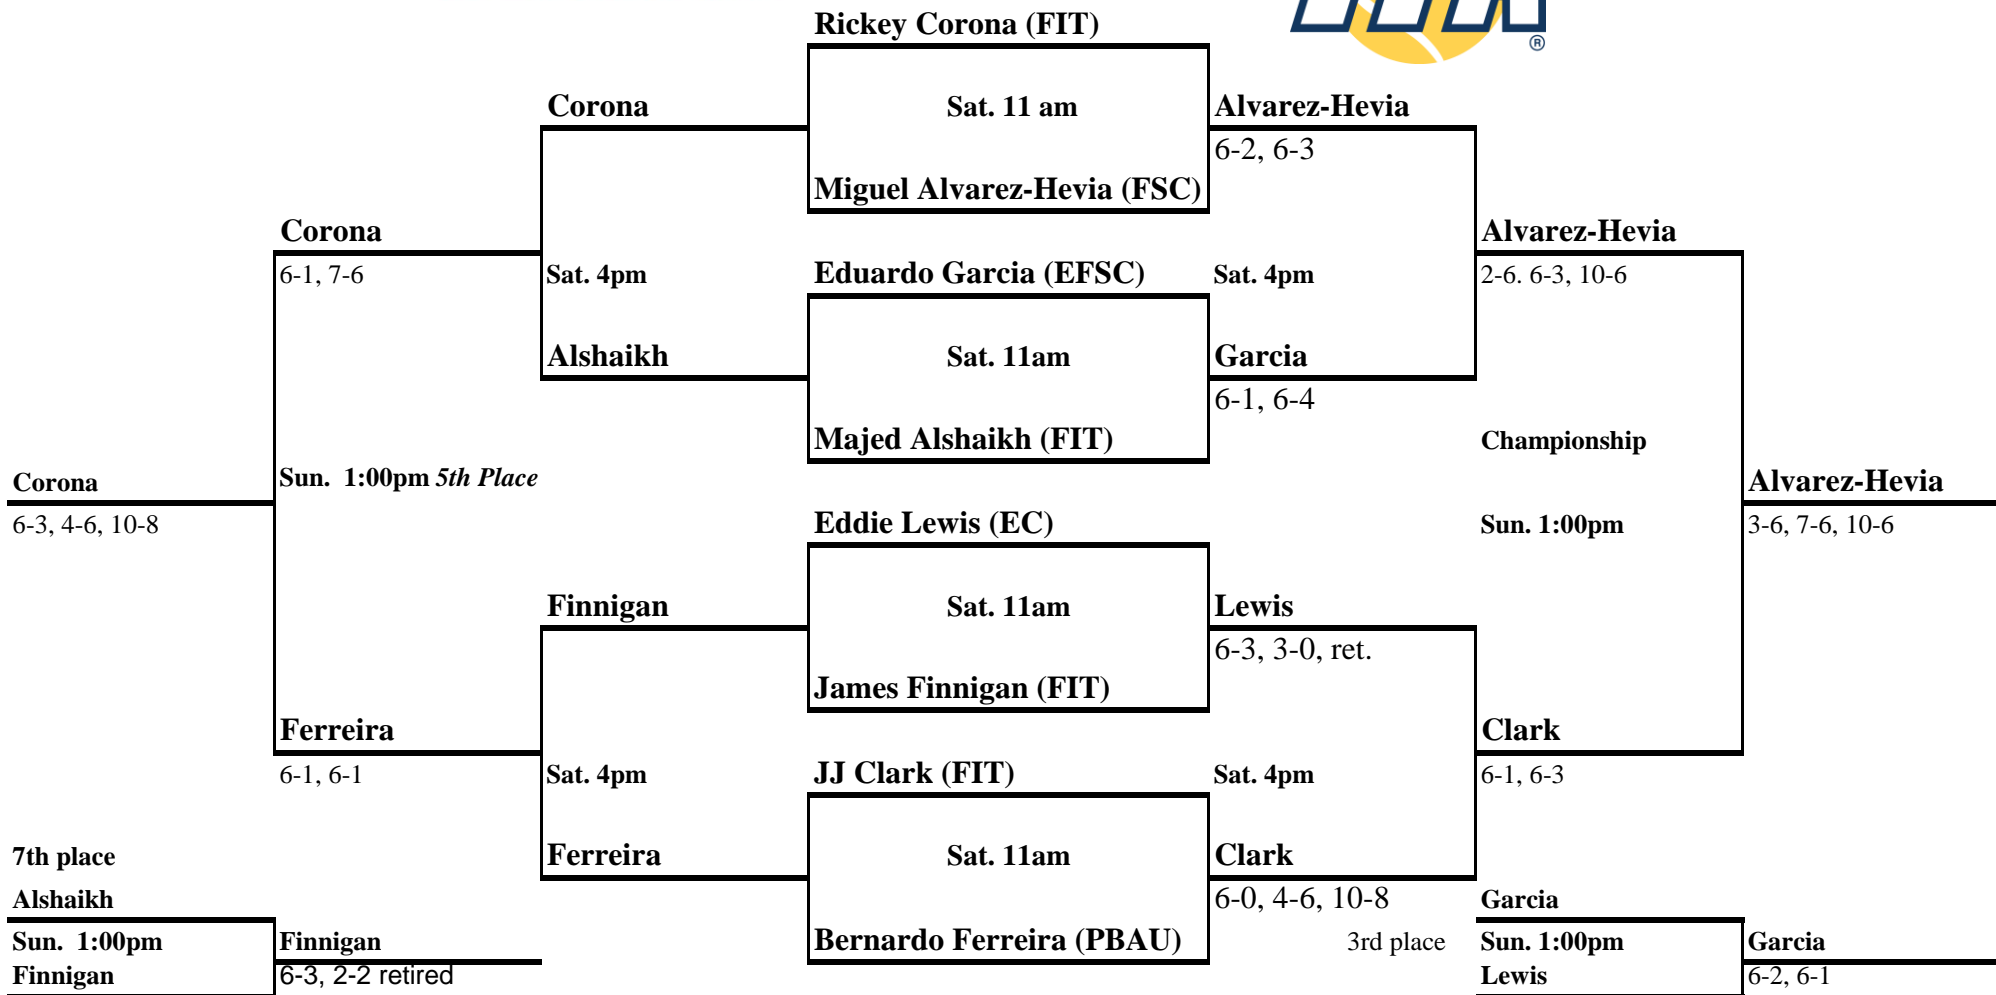 Rickey Corona (FIT)
®
Corona
Sat. 11 am
Alvarez-Hevia
6-2, 6-3
Miguel Alvarez-Hevia (FSC)
Corona
Alvarez-Hevia
6-1, 7-6
Sat. 4pm
Eduardo Garcia (EFSC)
Sat. 4pm
2-6. 6-3, 10-6
Alshaikh
Sat. 11am
Garcia
6-1, 6-4
Majed Alshaikh (FIT)
Championship
Corona
Sun. 1:00pm 5th Place
Alvarez-Hevia
6-3, 4-6, 10-8
Eddie Lewis (EC)
Sun. 1:00pm
3-6, 7-6, 10-6
Finnigan
Sat. 11am
Lewis
6-3, 3-0, ret.
James Finnigan (FIT)
Ferreira
Clark
6-1, 6-1
Sat. 4pm
JJ Clark (FIT)
Sat. 4pm
6-1, 6-3
7th place
Ferreira
Sat. 11am
Clark
Alshaikh
6-0, 4-6, 10-8
Garcia
Sun. 1:00pm
Finnigan
Bernardo Ferreira (PBAU)
3rd place
Sun. 1:00pm
Garcia
Finnigan
6-3, 2-2 retired
Lewis
6-2, 6-1